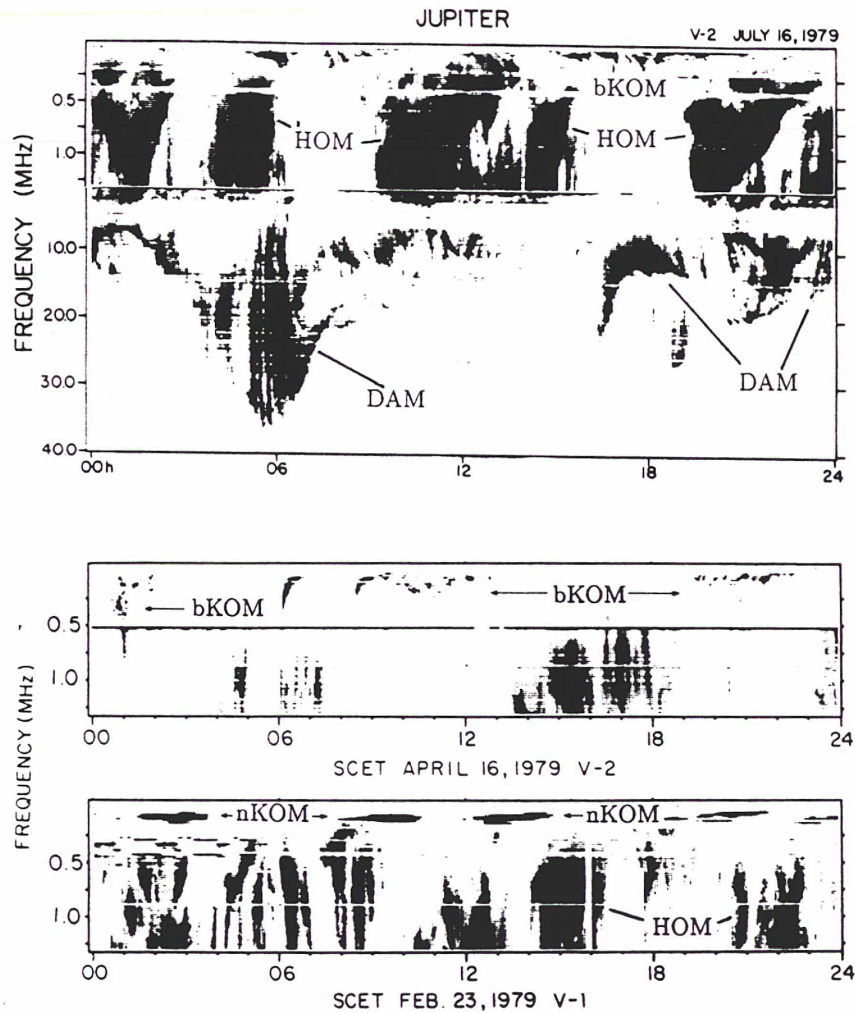 JUPITER
V-2 JULY 16, 1979
bKOM
0.5
HOM
HOM
1.0
FREQUENCY (MHz)
10.0
20.0
DAM
DAM
30.0
40.0
00h 06 12 18 24
bKOM
bKOM
0.5
1.0
00 06 12 18 24
SCET APRIL 16, 1979 V-2
FREQUENCY (MHz)
nKOM
nKOM
0.5
1.0
HOM
00 06 12 18 24
SCET FEB. 23, 1979 V-1